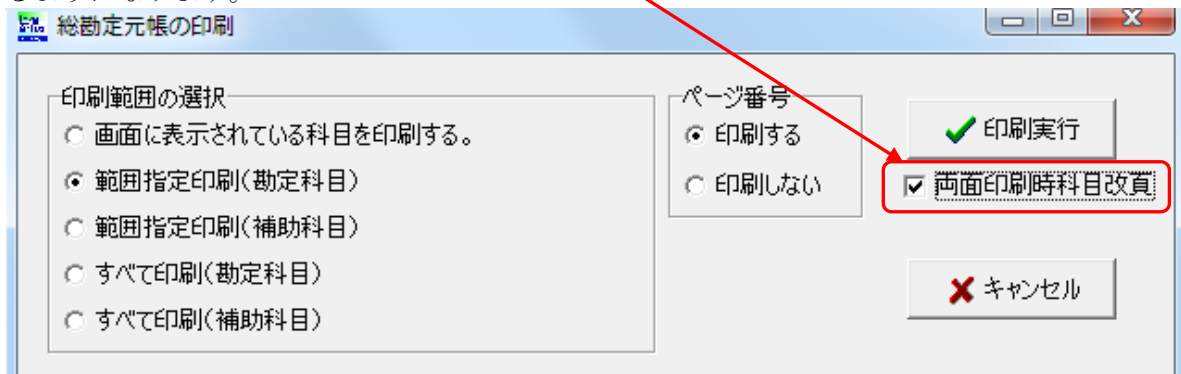 総勘定元帳の印刷
印刷範囲の選択
画面に表示されている科目を印刷する。
範囲指定印刷(勘定科目)
範囲指定印刷(補助科目)
すべて印刷(勘定科目)
すべて印刷(補助科目)
ページ番号
印刷する
印刷しない
印刷実行
両面印刷時科目改頁
キャンセル